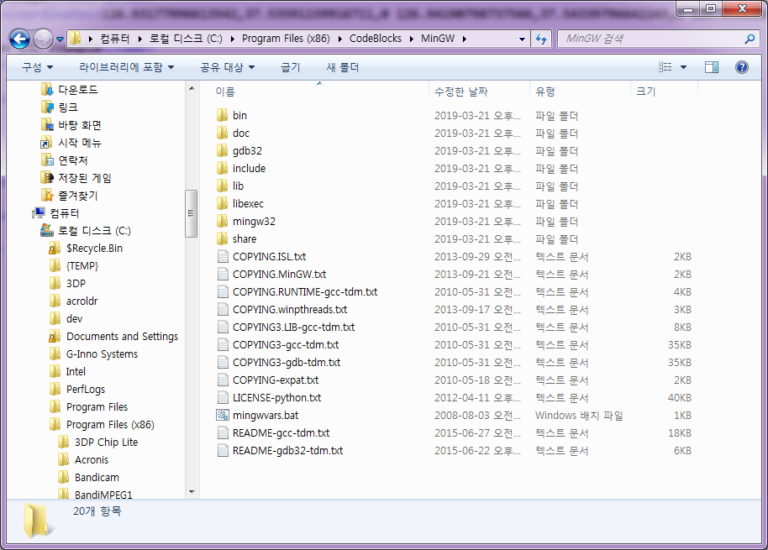 컴퓨터 ▸ 로컬 디스크 (C:) ▸ Program Files (x86) ▸ CodeBlocks ▸ MinGW ▸ MinGW 검색
구성 라이브러리에 포함 공유 대상 굽기 새 폴더
다운로드
링크
바탕 화면
시작 메뉴
연락처
저장된 게임
즐겨찾기
컴퓨터
로컬 디스크 (C:)
$Recycle.Bin
{TEMP}
3DP
acroldr
dev
Documents and Settings
G-Inno Systems
Intel
PerfLogs
Program Files
Program Files (x86)
3DP Chip Lite
Acronis
Bandicam
BandiMPEG1
이름 수정한 날짜 유형 크기
bin 2019-03-21 오후... 파일 폴더
doc 2019-03-21 오후... 파일 폴더
gdb32 2019-03-21 오후... 파일 폴더
include 2019-03-21 오후... 파일 폴더
lib 2019-03-21 오후... 파일 폴더
libexec 2019-03-21 오후... 파일 폴더
mingw32 2019-03-21 오후... 파일 폴더
share 2019-03-21 오후... 파일 폴더
COPYING.ISL.txt 2013-09-29 오전... 텍스트 문서 2KB
COPYING.MinGW.txt 2013-09-21 오전... 텍스트 문서 2KB
COPYING.RUNTIME-gcc-tdm.txt 2010-05-31 오전... 텍스트 문서 4KB
COPYING.winpthreads.txt 2013-09-17 오전... 텍스트 문서 3KB
COPYING3.LIB-gcc-tdm.txt 2010-05-31 오전... 텍스트 문서 8KB
COPYING3-gcc-tdm.txt 2010-05-31 오전... 텍스트 문서 35KB
COPYING3-gdb-tdm.txt 2010-05-31 오전... 텍스트 문서 35KB
COPYING-expat.txt 2010-05-18 오전... 텍스트 문서 2KB
LICENSE-python.txt 2012-04-11 오후... 텍스트 문서 40KB
mingwvars.bat 2008-08-03 오전... Windows 배치 파일 1KB
README-gcc-tdm.txt 2015-06-27 오전... 텍스트 문서 18KB
README-gdb32-tdm.txt 2015-06-22 오후... 텍스트 문서 6KB
20개 항목